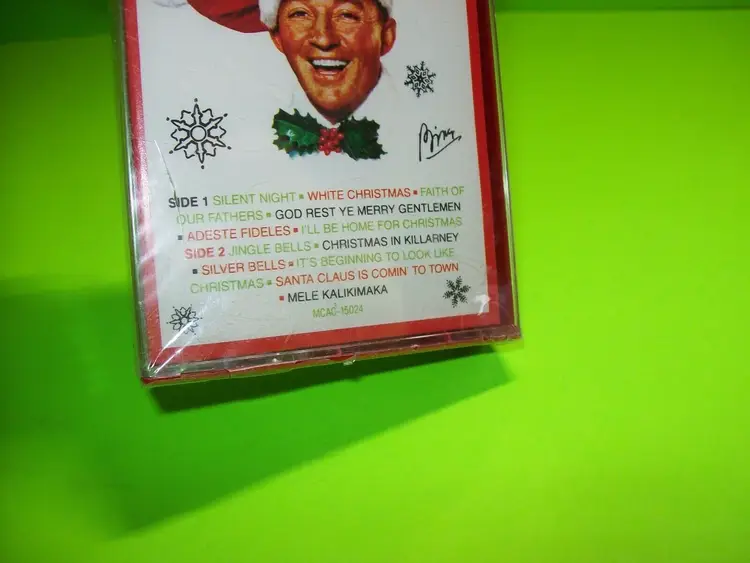 Bing
SIDE 1 SILENT NIGHT ▪ WHITE CHRISTMAS ▪ FAITH OF
OUR FATHERS ▪ GOD REST YE MERRY GENTLEMEN
▪ ADESTE FIDELES ▪ I'LL BE HOME FOR CHRISTMAS
SIDE 2 JINGLE BELLS ▪ CHRISTMAS IN KILLARNEY
▪ SILVER BELLS ▪ IT'S BEGINNING TO LOOK LIKE
CHRISTMAS ▪ SANTA CLAUS IS COMIN' TO TOWN
▪ MELE KALIKIMAKA
MCAC-15024